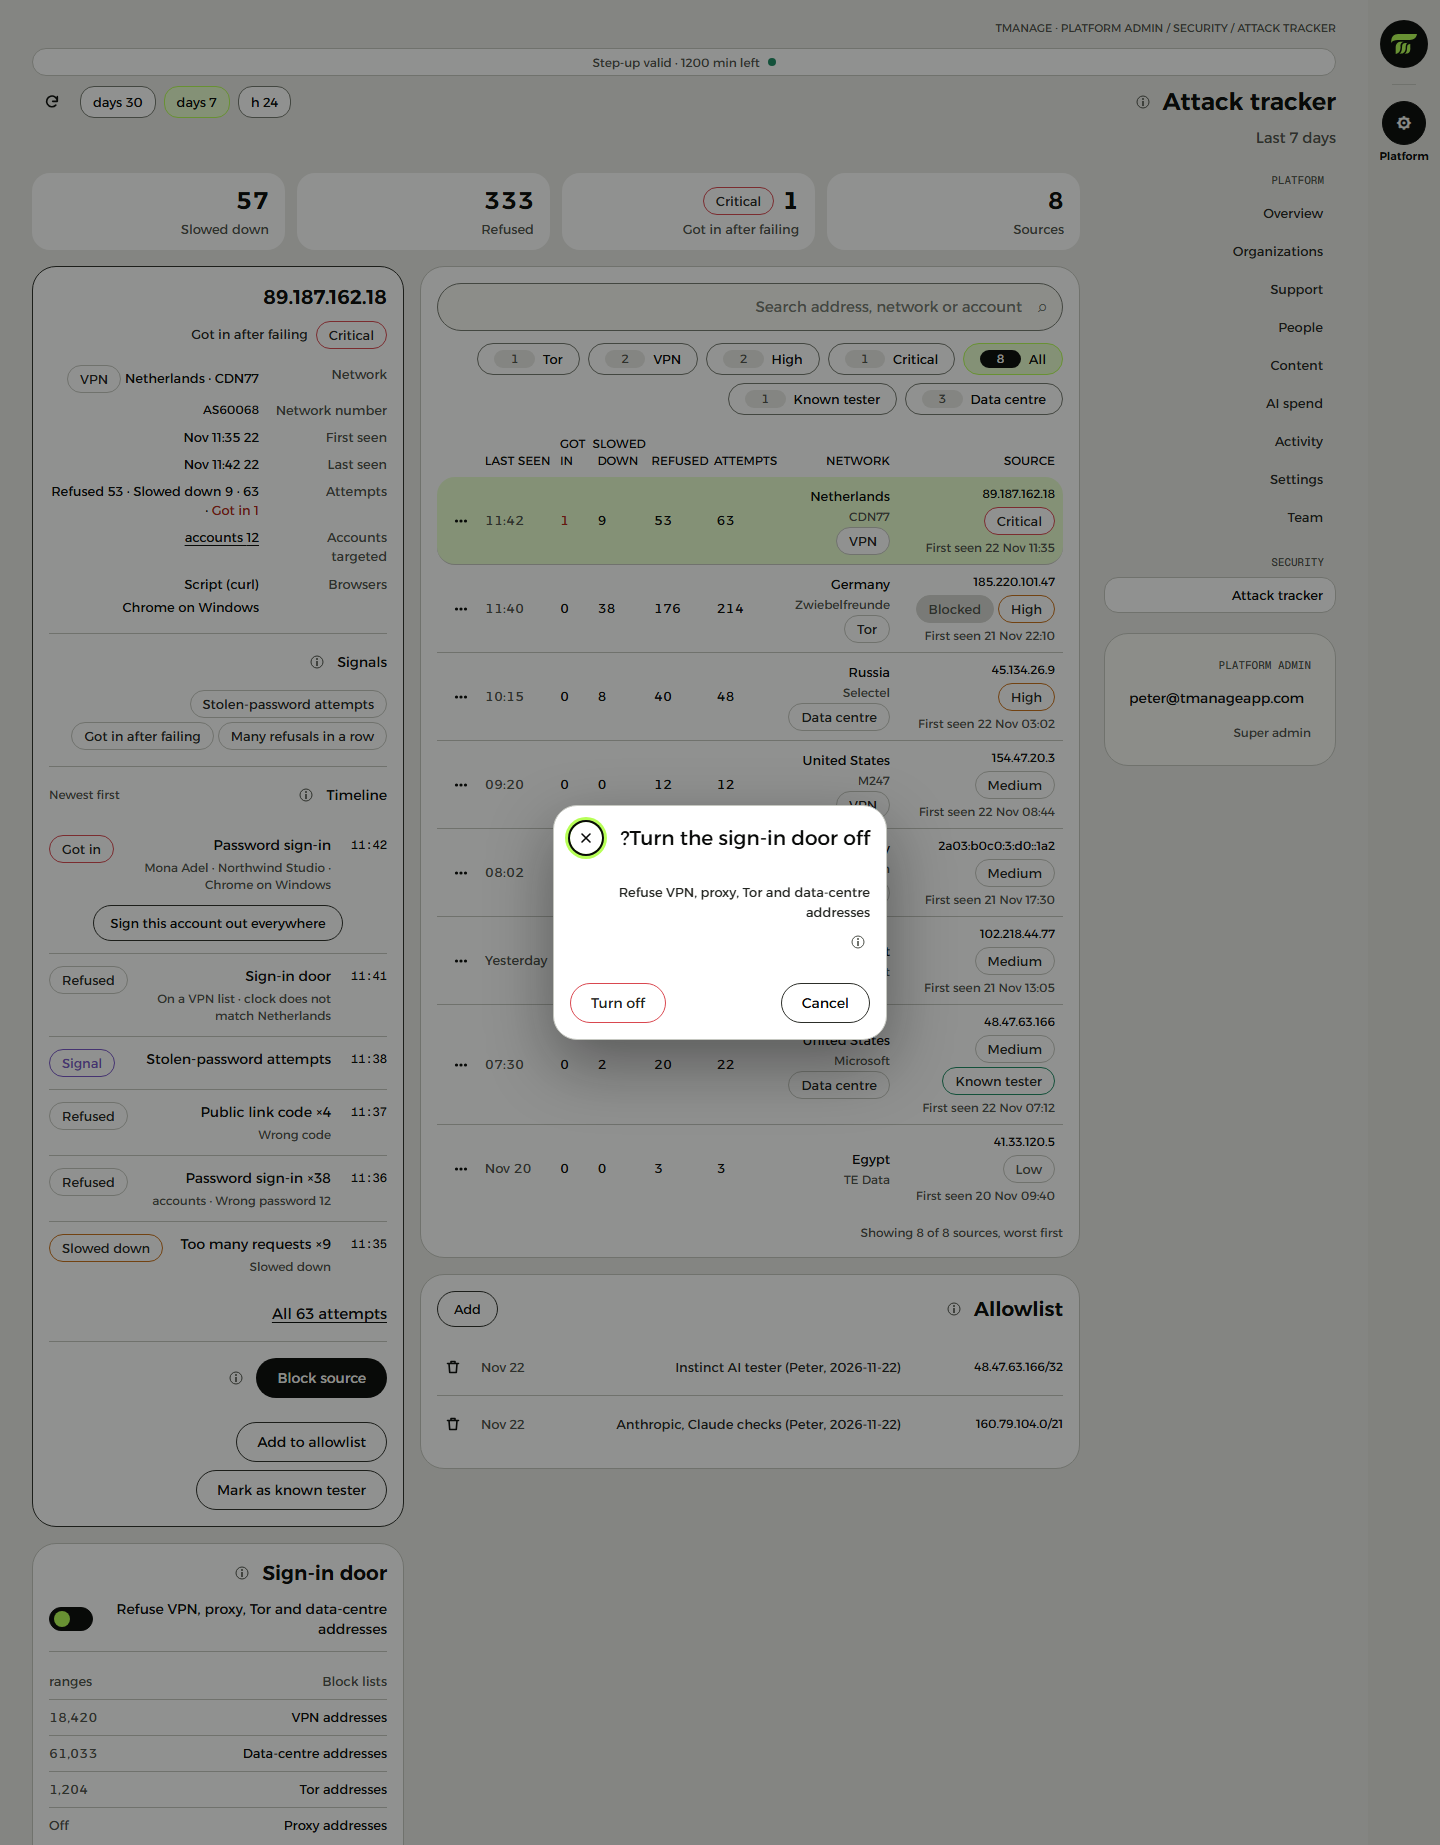 TMANAGE · PLATFORM ADMIN / SECURITY / ATTACK TRACKER
Step-up valid · 1200 min left
Attack tracker
days 30
days 7
h 24
Last 7 days
Platform
8
Sources
1 Critical
Got in after failing
333
Refused
57
Slowed down
PLATFORM
Overview
Organizations
Support
People
Content
AI spend
Activity
Settings
Team
SECURITY
Attack tracker
PLATFORM ADMIN
peter@tmanageapp.com
Super admin
Search address, network or account
All 8
Critical 1
High 2
VPN 2
Tor 1
Data centre 3
Known tester 1
SOURCE NETWORK ATTEMPTS REFUSED SLOWED DOWN GOT IN LAST SEEN
89.187.162.18
Critical
First seen 22 Nov 11:35
Netherlands
CDN77
VPN
63 53 9 1 11:42
185.220.101.47
High Blocked
First seen 21 Nov 22:10
Germany
Zwiebelfreunde
Tor
214 176 38 0 11:40
45.134.26.9
High
First seen 22 Nov 03:02
Russia
Selectel
Data centre
48 40 8 0 10:15
154.47.20.3
Medium
First seen 22 Nov 08:44
United States
M247
VPN
12 12 0 0 09:20
2a03:b0c0:3:d0::1a2
Medium
First seen 21 Nov 17:30
08:02
102.218.44.77
Medium
First seen 21 Nov 13:05
Yesterday
48.47.63.166
Medium
Known tester
First seen 22 Nov 07:12
United States
Microsoft
Data centre
22 20 2 0 07:30
41.33.120.5
Low
First seen 20 Nov 09:40
Egypt
TE Data
3 3 0 0 Nov 20
Showing 8 of 8 sources, worst first
?Turn the sign-in door off
Refuse VPN, proxy, Tor and data-centre
addresses
Cancel
Turn off
Allowlist
Add
48.47.63.166/32 Instinct AI tester (Peter, 2026-11-22) Nov 22
160.79.104.0/21 Anthropic, Claude checks (Peter, 2026-11-22) Nov 22
89.187.162.18
Critical Got in after failing
Network Netherlands · CDN77 VPN
Network number AS60068
First seen Nov 11:35 22
Last seen Nov 11:42 22
Attempts Refused 53 · Slowed down 9 · 63
· Got in 1
Accounts targeted accounts 12
Browsers Script (curl)
Chrome on Windows
Signals
Stolen-password attempts
Many refusals in a row
Got in after failing
Timeline
Newest first
11:42 Password sign-in Got in
Mona Adel · Northwind Studio ·
Chrome on Windows
Sign this account out everywhere
11:41 Sign-in door Refused
On a VPN list · clock does not
match Netherlands
11:38 Stolen-password attempts Signal
11:37 Public link code ×4 Refused
Wrong code
11:36 Password sign-in ×38 Refused
accounts · Wrong password 12
11:35 Too many requests ×9 Slowed down
Slowed down
All 63 attempts
Block source
Add to allowlist
Mark as known tester
Sign-in door
Refuse VPN, proxy, Tor and data-centre
addresses
Block lists ranges
VPN addresses 18,420
Data-centre addresses 61,033
Tor addresses 1,204
Proxy addresses Off